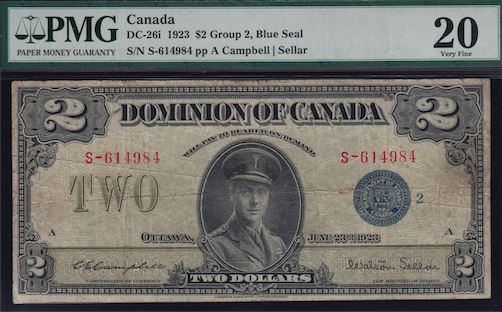 PMG
PAPER MONEY GUARANTY
Canada
DC-26i 1923 $2 Group 2, Blue Seal
S/N S-614984 pp A Campbell | Sellar
20
Very Fine
2 DOMINION OF CANADA 2
WILL PAY TO BEARER ON DEMAND
S-614984 S-614984
TWO
2
A A
OTTAWA, JUNE 23RD 1923
2 TWO DOLLARS 2